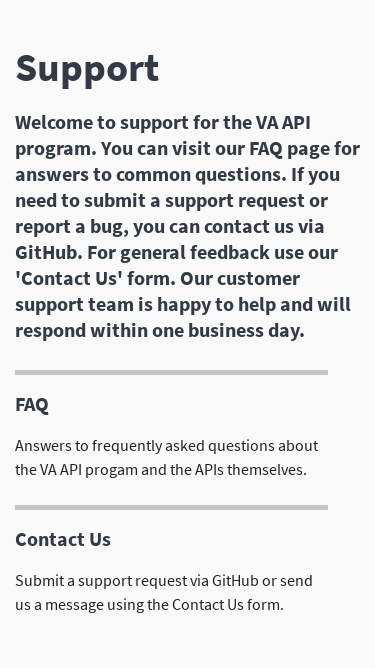 Support
Welcome to support for the VA API
program. You can visit our FAQ page for
answers to common questions. If you
need to submit a support request or
report a bug, you can contact us via
GitHub. For general feedback use our
'Contact Us' form. Our customer
support team is happy to help and will
respond within one business day.
FAQ
Answers to frequently asked questions about
the VA API progam and the APIs themselves.
Contact Us
Submit a support request via GitHub or send
us a message using the Contact Us form.